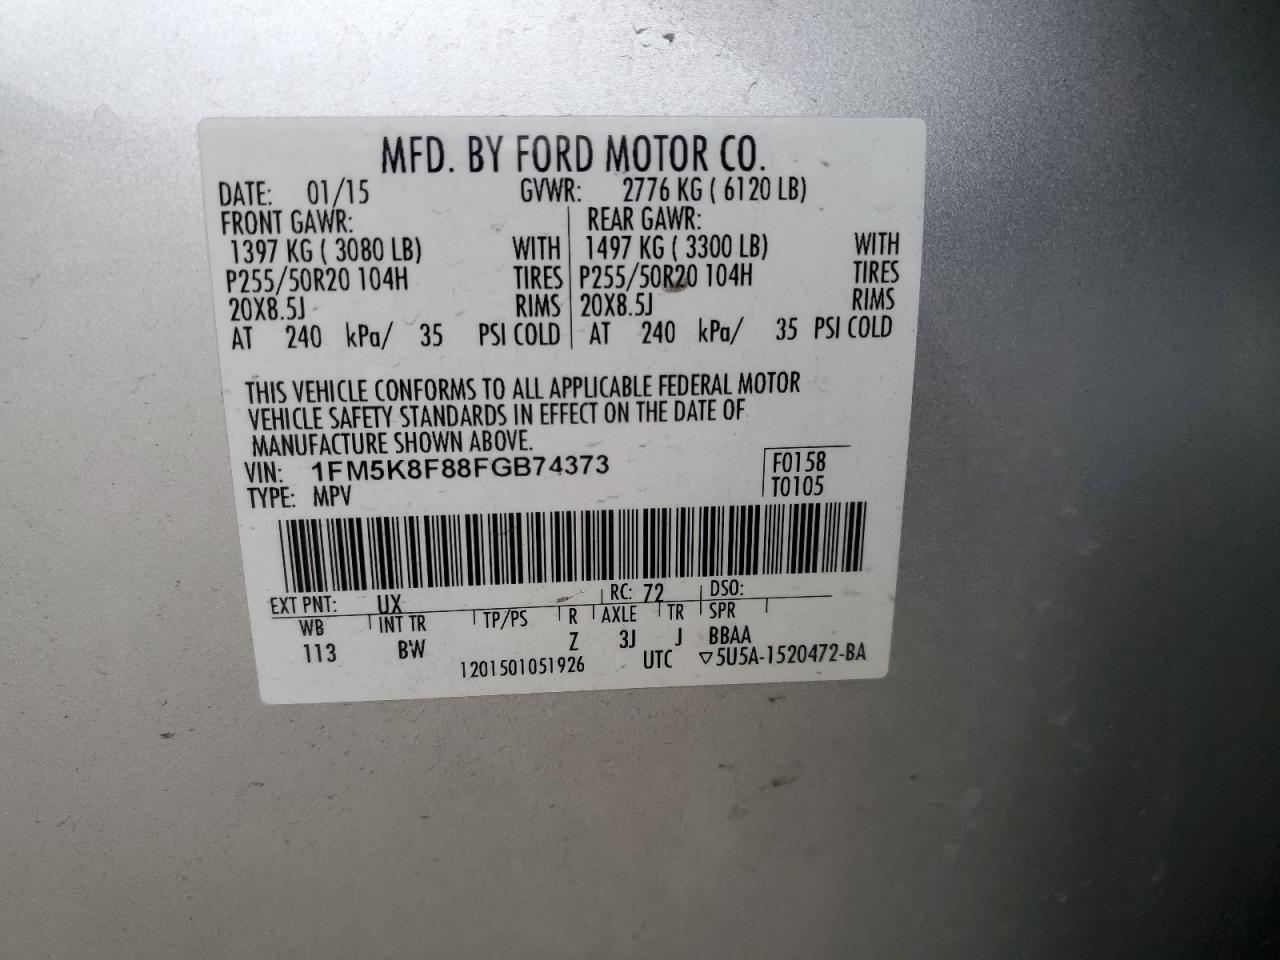 MFD. BY FORD MOTOR CO.
DATE: 01/15 GVWR: 2776 KG ( 6120 LB)
FRONT GAWR: REAR GAWR:
1397 KG ( 3080 LB) WITH 1497 KG ( 3300 LB) WITH
P255/50R20 104H TIRES P255/50R20 104H TIRES
20X8.5J RIMS 20X8.5J RIMS
AT 240 kPa/ 35 PSI COLD AT 240 kPa/ 35 PSI COLD
THIS VEHICLE CONFORMS TO ALL APPLICABLE FEDERAL MOTOR
VEHICLE SAFETY STANDARDS IN EFFECT ON THE DATE OF
MANUFACTURE SHOWN ABOVE.
VIN: 1FM5K8F88FGB74373 F0158
TYPE: MPV T0105
EXT PNT: UX RC: 72 DSO:
WB INT TR TP/PS R AXLE TR SPR
113 BW Z 3J J BBAA
1201501051926 UTC ▽5U5A-1520472-BA